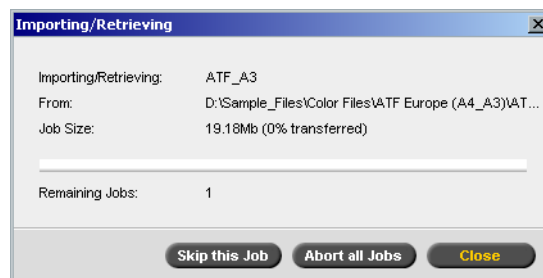 Importing/Retrieving
Importing/Retrieving: ATF_A3
From: D:\Sample_Files\Color Files\ATF Europe (A4_A3)\AT...
Job Size: 19.18Mb (0% transferred)
Remaining Jobs: 1
Skip this Job Abort all Jobs Close